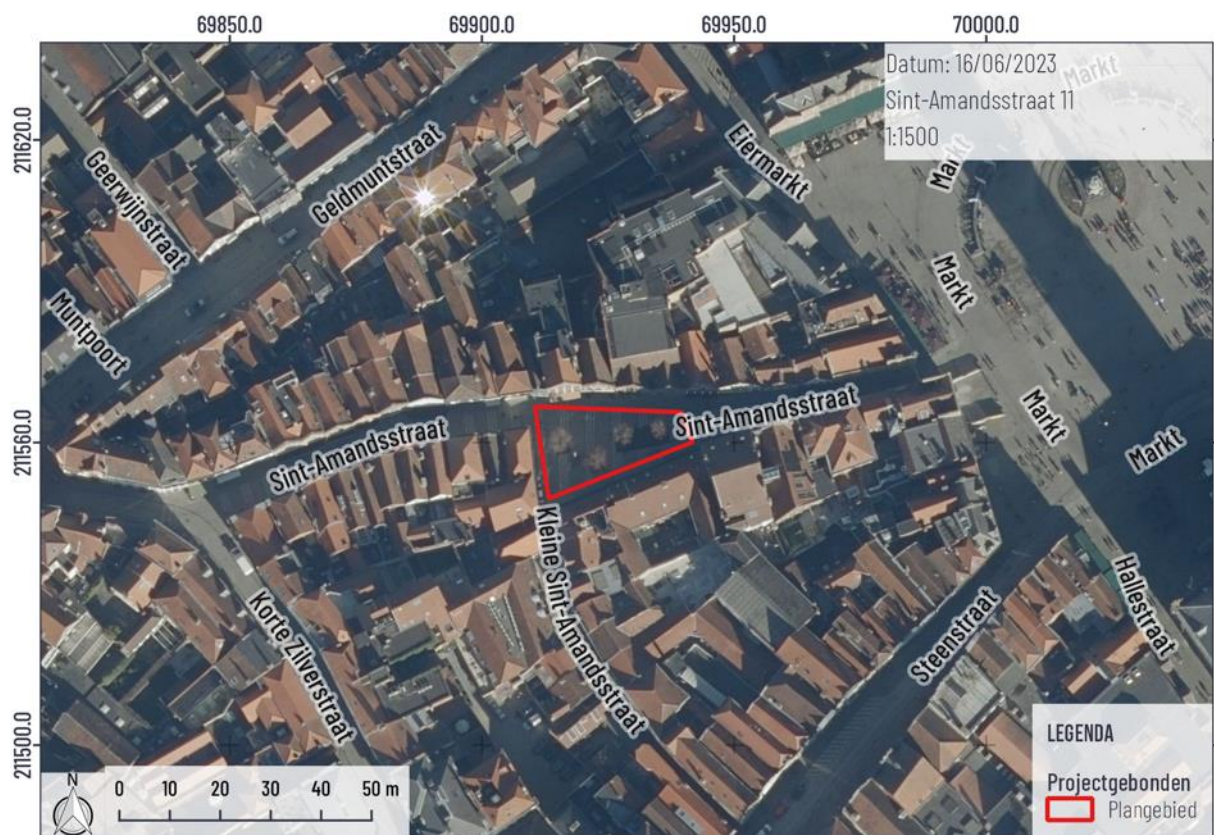 69850.0
69900.0
69950.0
70000.0
211620.0
211560.0
211500.0
Datum: 16/06/2023
Sint-Amandsstraat 11
1:1500
Markt
Markt
Eiermarkt
Geldmuntstraat
Geerwijnstraat
Markt
Muntpoort
Markt
Sint-Amandsstraat
Sint-Amandsstraat
Markt
Kleine Sint-Amandsstraat
Korte Zilverstraat
Steenstraat
Hallestraat
LEGENDA
Projectgebonden
Plangebied
N
0 10 20 30 40 50 m